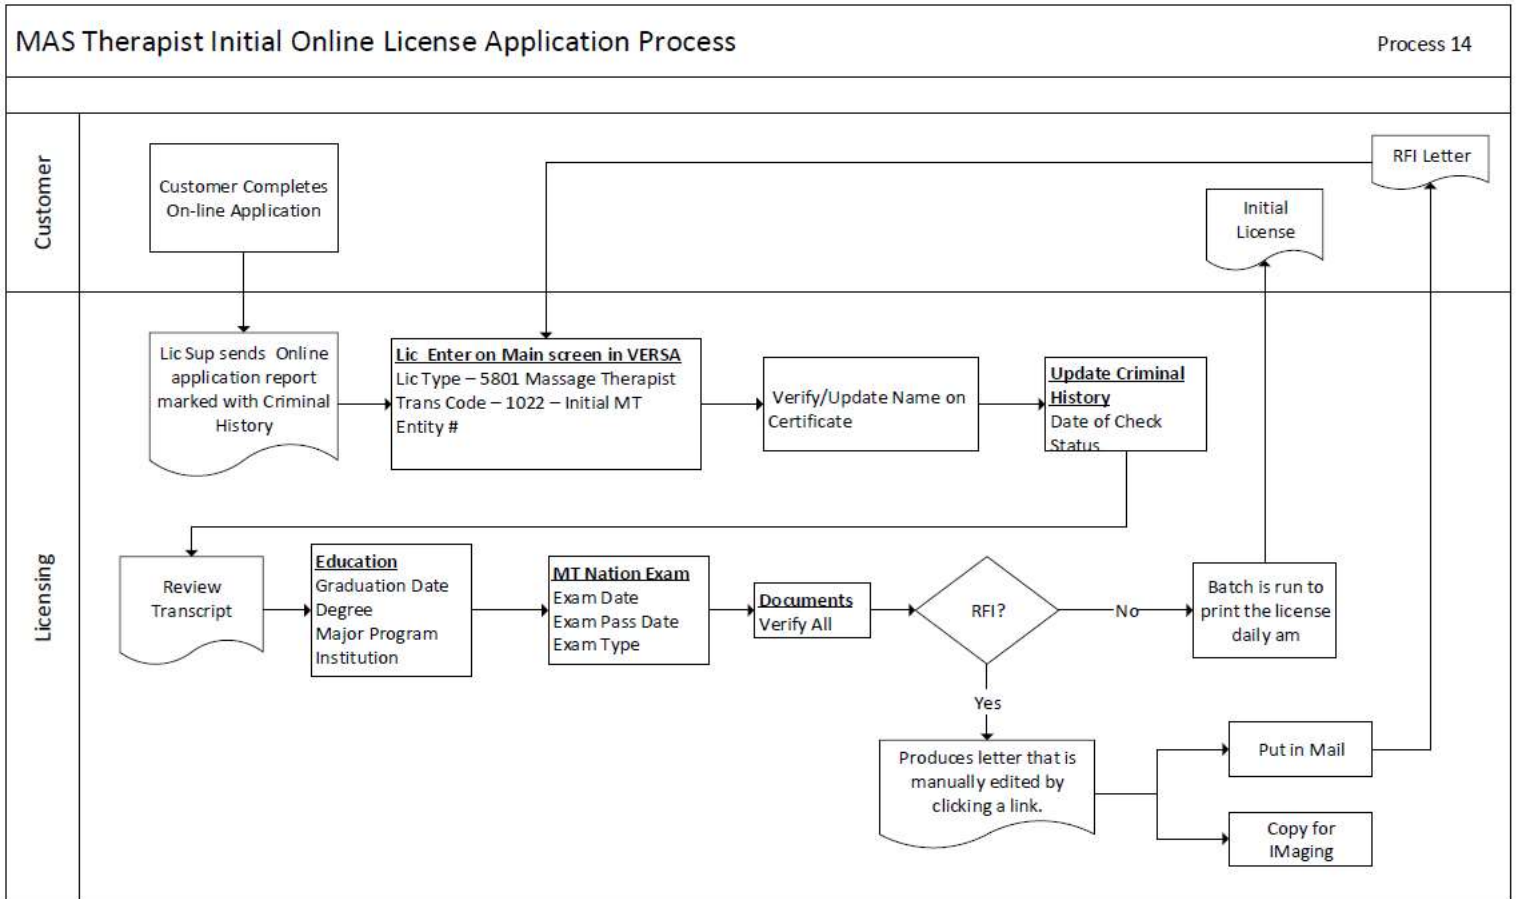 MAS Therapist Initial Online License Application Process
Process 14
Customer
Customer Completes
On-line Application
RFI Letter
Initial
License
Licensing
Lic Sup sends Online
application report
marked with Criminal
History
Lic Enter on Main screen in VERSA
Lic Type – 5801 Massage Therapist
Trans Code – 1022 – Initial MT
Entity #
Verify/Update Name on
Certificate
Update Criminal
History
Date of Check
Status
Review
Transcript
Education
Graduation Date
Degree
Major Program
Institution
MT Nation Exam
Exam Date
Exam Pass Date
Exam Type
Documents
Verify All
RFI?
No
Batch is run to
print the license
daily am
Yes
Produces letter that is
manually edited by
clicking a link.
Put in Mail
Copy for
IMaging